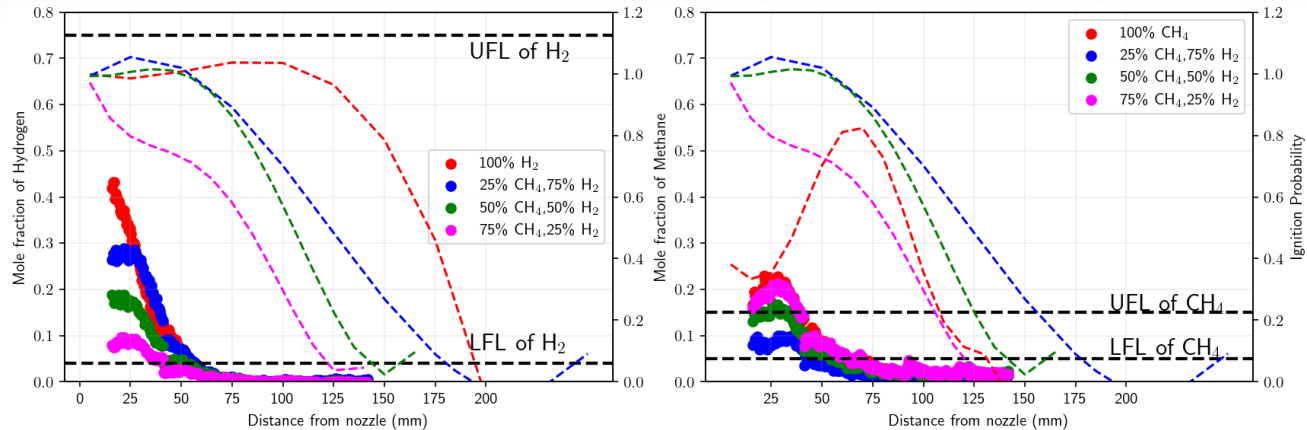 0.8
0.7
0.6
0.5
0.4
0.3
0.2
0.1
0.0
Mole fraction of Hydrogen
1.2
1.0
0.8
0.6
0.4
0.2
0.0
UFL of H₂
100% H₂
25% CH₄,75% H₂
50% CH₄,50% H₂
75% CH₄,25% H₂
LFL of H₂
0 25 50 75 100 125 150 175 200
Distance from nozzle (mm)
0.8
0.7
0.6
0.5
0.4
0.3
0.2
0.1
0.0
Mole fraction of Methane
1.2
1.0
0.8
0.6
0.4
0.2
0.0
Ignition Probability
100% CH₄
25% CH₄,75% H₂
50% CH₄,50% H₂
75% CH₄,25% H₂
UFL of CH₄
LFL of CH₄
25 50 75 100 125 150 175 200
Distance from nozzle (mm)